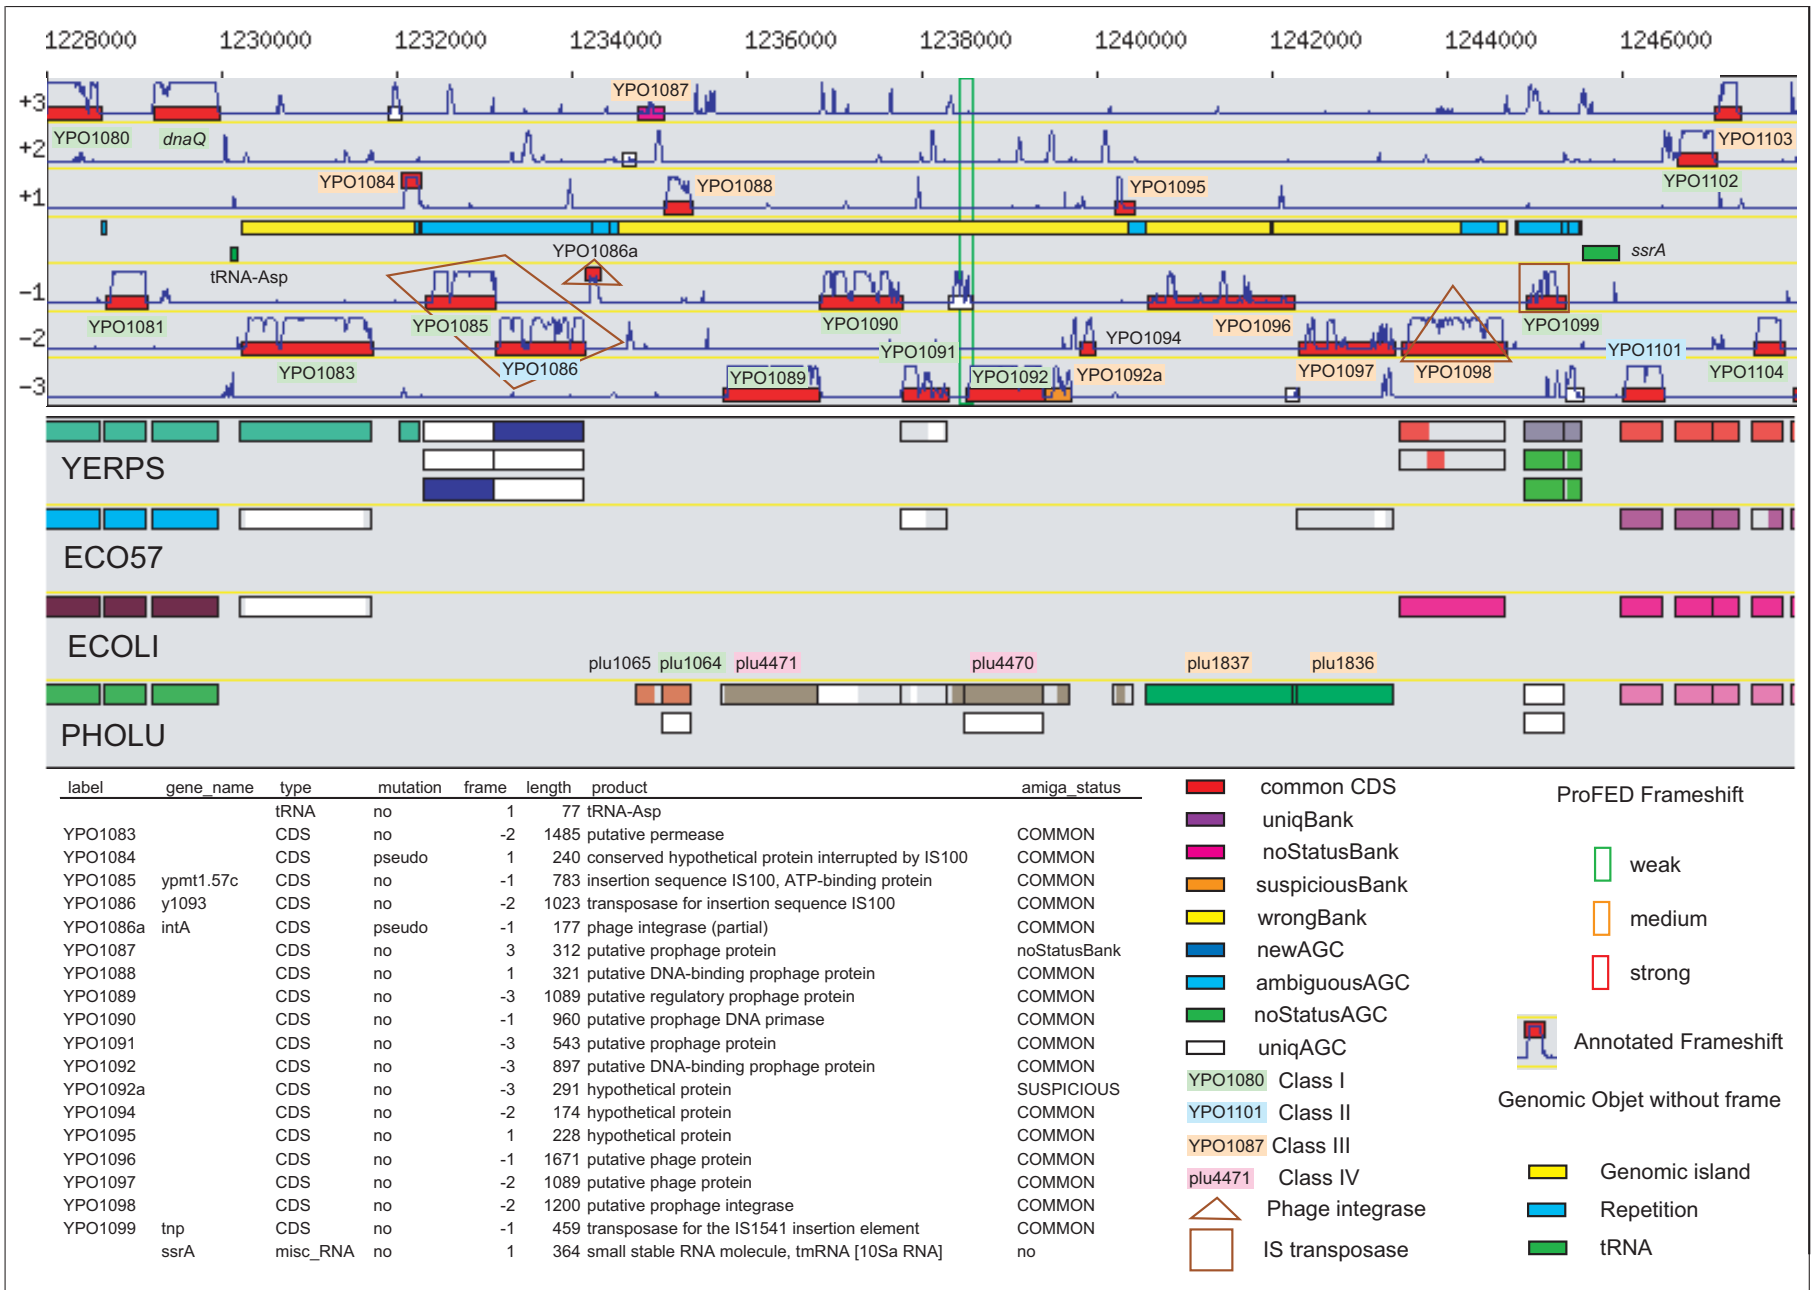 1228000 1230000 1232000 1234000 1236000 1238000 1240000 1242000 1244000 1246000
+3 YPO1087
YPO1080 dnaQ YPO1103
+2
YPO1084 YPO1088 YPO1095 YPO1102
+1
YPO1086a ssrA
tRNA-Asp
−1
YPO1081 YPO1085 YPO1090 YPO1096 YPO1099
−2 YPO1094
YPO1083 YPO1086 YPO1091 YPO1097 YPO1098 YPO1101 YPO1104
−3 YPO1089 YPO1092 YPO1092a
YERPS
ECO57
ECOLI
plu1065 plu1064 plu4471 plu4470 plu1837 plu1836
PHOLU
label gene_name type mutation frame length product amiga_status
tRNA no 1 77 tRNA-Asp
YPO1083 CDS no -2 1485 putative permease COMMON
YPO1084 CDS pseudo 1 240 conserved hypothetical protein interrupted by IS100 COMMON
YPO1085 ypmt1.57c CDS no -1 783 insertion sequence IS100, ATP-binding protein COMMON
YPO1086 y1093 CDS no -2 1023 transposase for insertion sequence IS100 COMMON
YPO1086a intA CDS pseudo -1 177 phage integrase (partial) COMMON
YPO1087 CDS no 3 312 putative prophage protein noStatusBank
YPO1088 CDS no 1 321 putative DNA-binding prophage protein COMMON
YPO1089 CDS no -3 1089 putative regulatory prophage protein COMMON
YPO1090 CDS no -1 960 putative prophage DNA primase COMMON
YPO1091 CDS no -3 543 putative prophage protein COMMON
YPO1092 CDS no -3 897 putative DNA-binding prophage protein COMMON
YPO1092a CDS no -3 291 hypothetical protein SUSPICIOUS
YPO1094 CDS no -2 174 hypothetical protein COMMON
YPO1095 CDS no 1 228 hypothetical protein COMMON
YPO1096 CDS no -1 1671 putative phage protein COMMON
YPO1097 CDS no -2 1089 putative phage protein COMMON
YPO1098 CDS no -2 1200 putative prophage integrase COMMON
YPO1099 tnp CDS no -1 459 transposase for the IS1541 insertion element COMMON
ssrA misc_RNA no 1 364 small stable RNA molecule, tmRNA [10Sa RNA] no
common CDS
uniqBank
noStatusBank
suspiciousBank
wrongBank
newAGC
ambiguousAGC
noStatusAGC
uniqAGC
YPO1080 Class I
YPO1101 Class II
YPO1087 Class III
plu4471 Class IV
Phage integrase
IS transposase
ProFED Frameshift
weak
medium
strong
Annotated Frameshift
Genomic Objet without frame
Genomic island
Repetition
tRNA